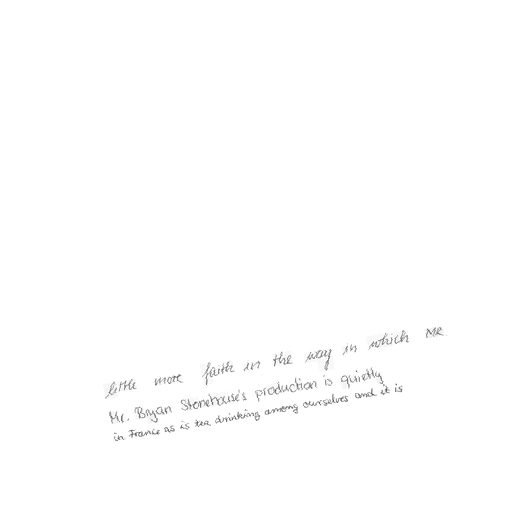 little more faith in the way in which Mr
Mr. Bryan Stonehouse's production is quietly
in France as is tea drinking among ourselves and it is